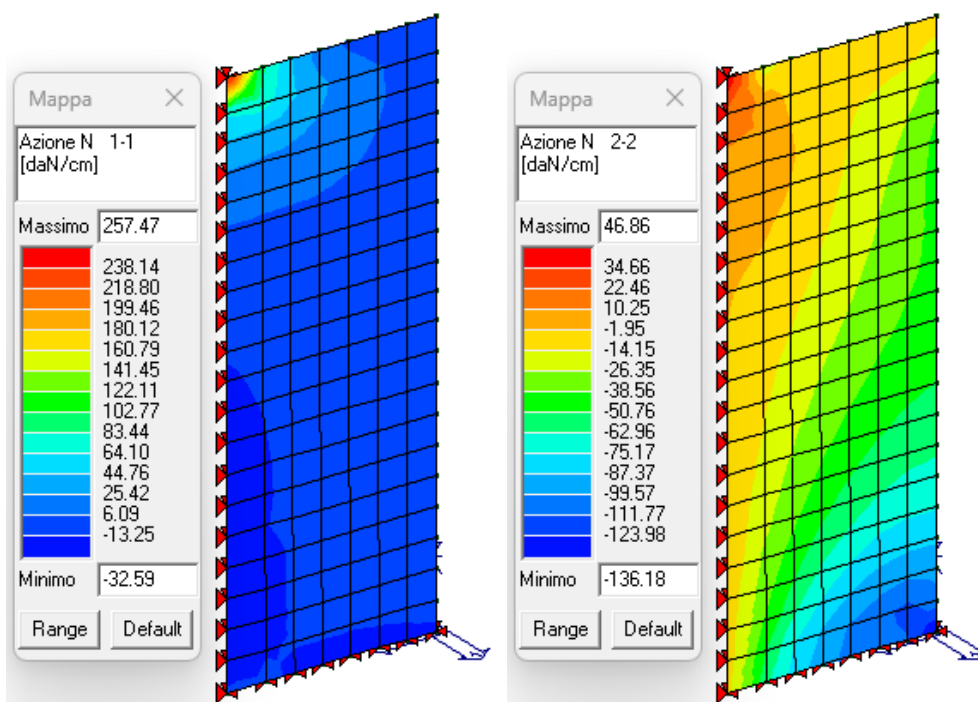 Mappa
Azione N 1-1
[daN/cm]
Massimo 257.47
238.14
218.80
199.46
180.12
160.79
141.45
122.11
102.77
83.44
64.10
44.76
25.42
6.09
-13.25
Minimo -32.59
Range Default
Mappa
Azione N 2-2
[daN/cm]
Massimo 46.86
34.66
22.46
10.25
-1.95
-14.15
-26.35
-38.56
-50.76
-62.96
-75.17
-87.37
-99.57
-111.77
-123.98
Minimo -136.18
Range Default